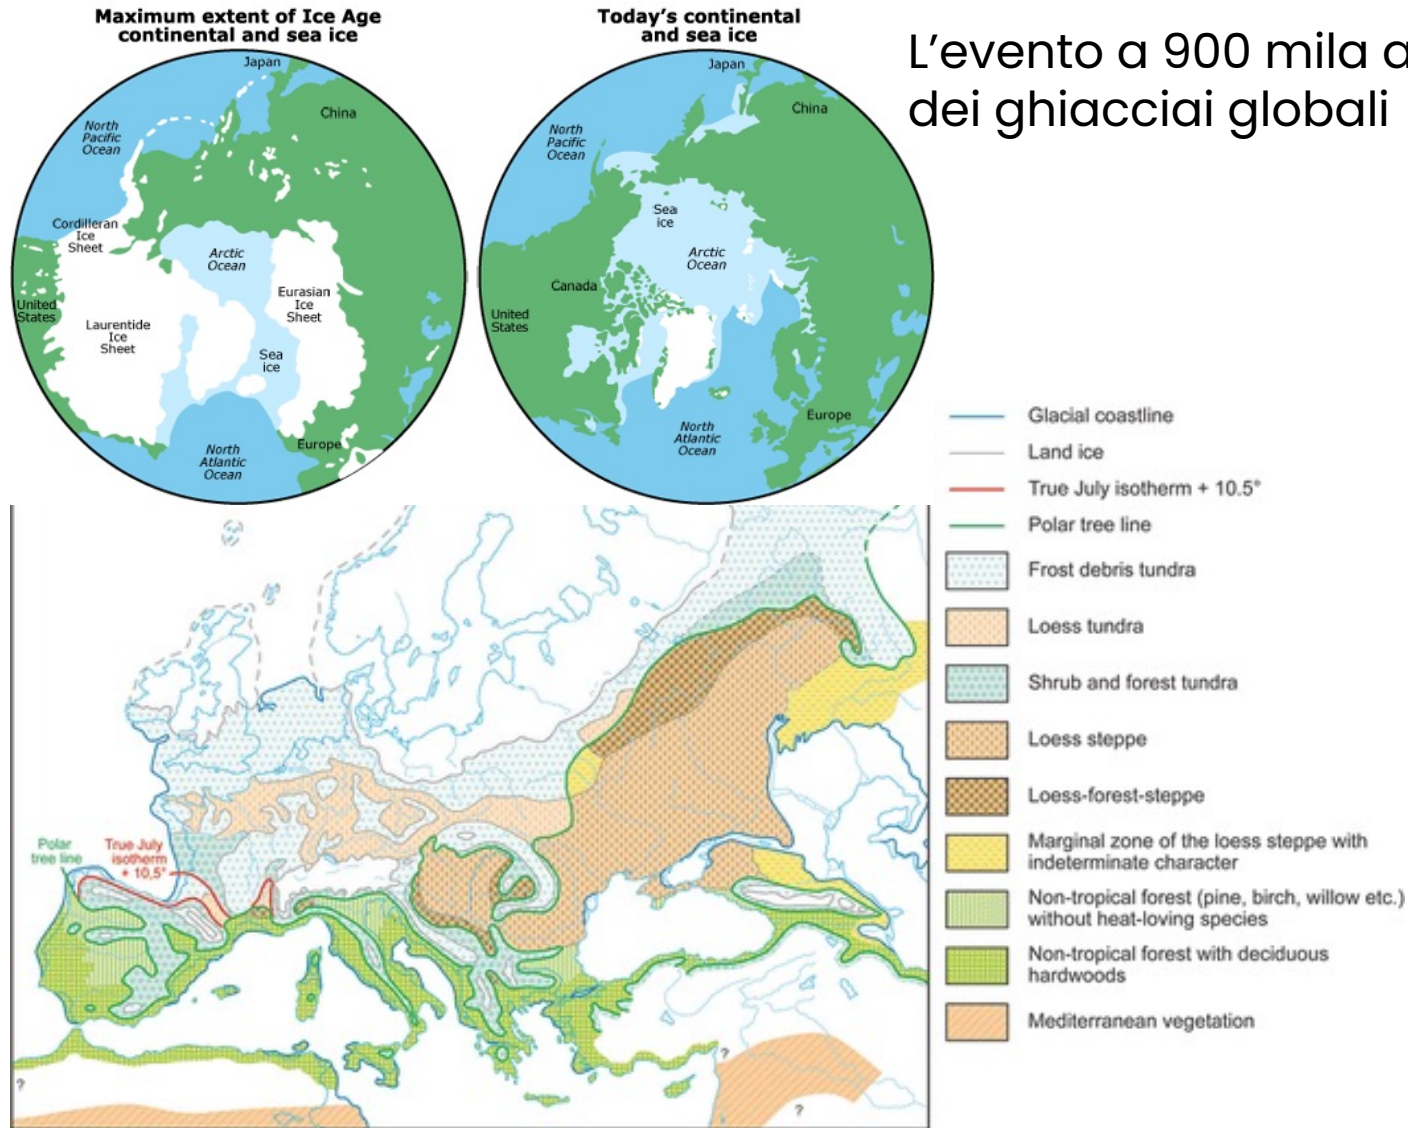 Maximum extent of Ice Age
continental and sea ice
Japan
China
North
Pacific
Ocean
Cordilleran
Ice
Sheet
Arctic
Ocean
United
States
Laurentide
Ice
Sheet
Eurasian
Ice
Sheet
Sea
ice
Europe
North
Atlantic
Ocean
Today's continental
and sea ice
Japan
China
North
Pacific
Ocean
Sea
ice
Arctic
Ocean
Canada
United
States
Europe
North
Atlantic
Ocean
L'evento a 900 mila a
dei ghiacciai globali
Glacial coastline
Land ice
True July isotherm + 10.5°
Polar tree line
Frost debris tundra
Loess tundra
Shrub and forest tundra
Loess steppe
Loess-forest-steppe
Marginal zone of the loess steppe with
indeterminate character
Non-tropical forest (pine, birch, willow etc.)
without heat-loving species
Non-tropical forest with deciduous
hardwoods
Mediterranean vegetation
Polar
tree line
True July
isotherm
+ 10,5°
?
?
?